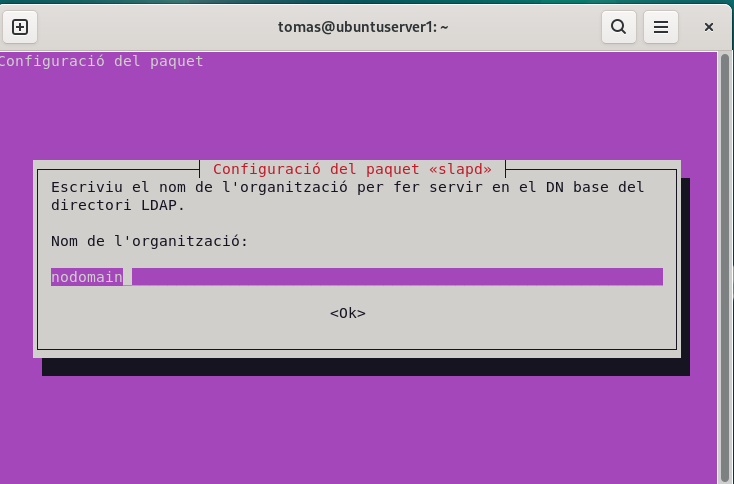 tomas@ubuntuserver1: ~
Configuració del paquet
Configuració del paquet «slapd»
Escriviu el nom de l'organització per fer servir en el DN base del
directori LDAP.
Nom de l'organització:
nodomain
<Ok>